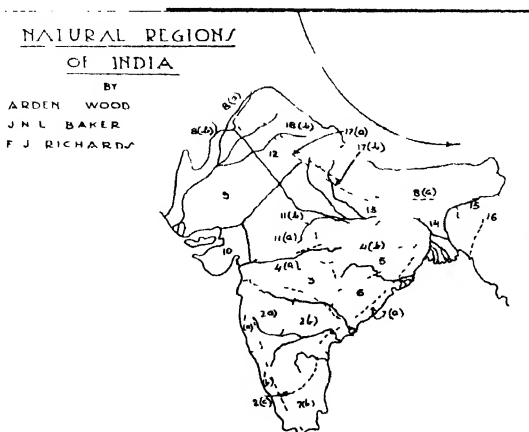 NATURAL REGIONS
OF INDIA
BY
ARDEN WOOD
J N L BAKER
F J RICHARDS
8(a)
8(b)
18(b)
17(a)
17(b)
12
9
8(a)
13
15
16
14
11(b)
11(a)
10
4(b)
4(a)
5
3
6
7(a)
2(a)
2(b)
(b)
2(c)
7(b)